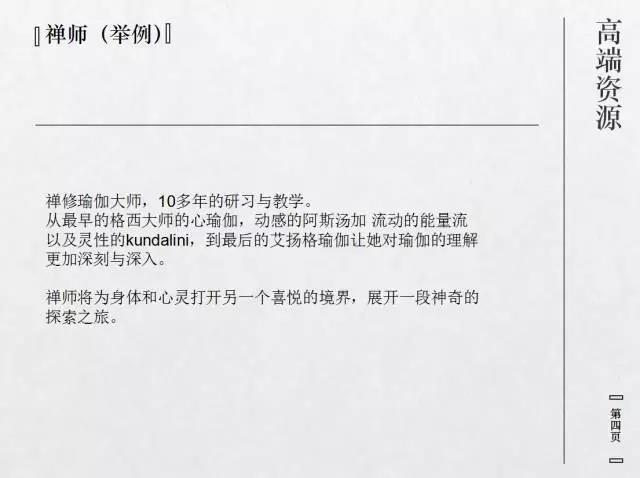 禅师（举例）
高端资源
禅修瑜伽大师，10多年的研习与教学。
从最早的格西大师的心瑜伽，动感的阿斯汤加 流动的能量流
以及灵性的kundalini，到最后的艾扬格瑜伽让她对瑜伽的理解
更加深刻与深入。
禅师将为身体和心灵打开另一个喜悦的境界，展开一段神奇的
探索之旅。
第四页